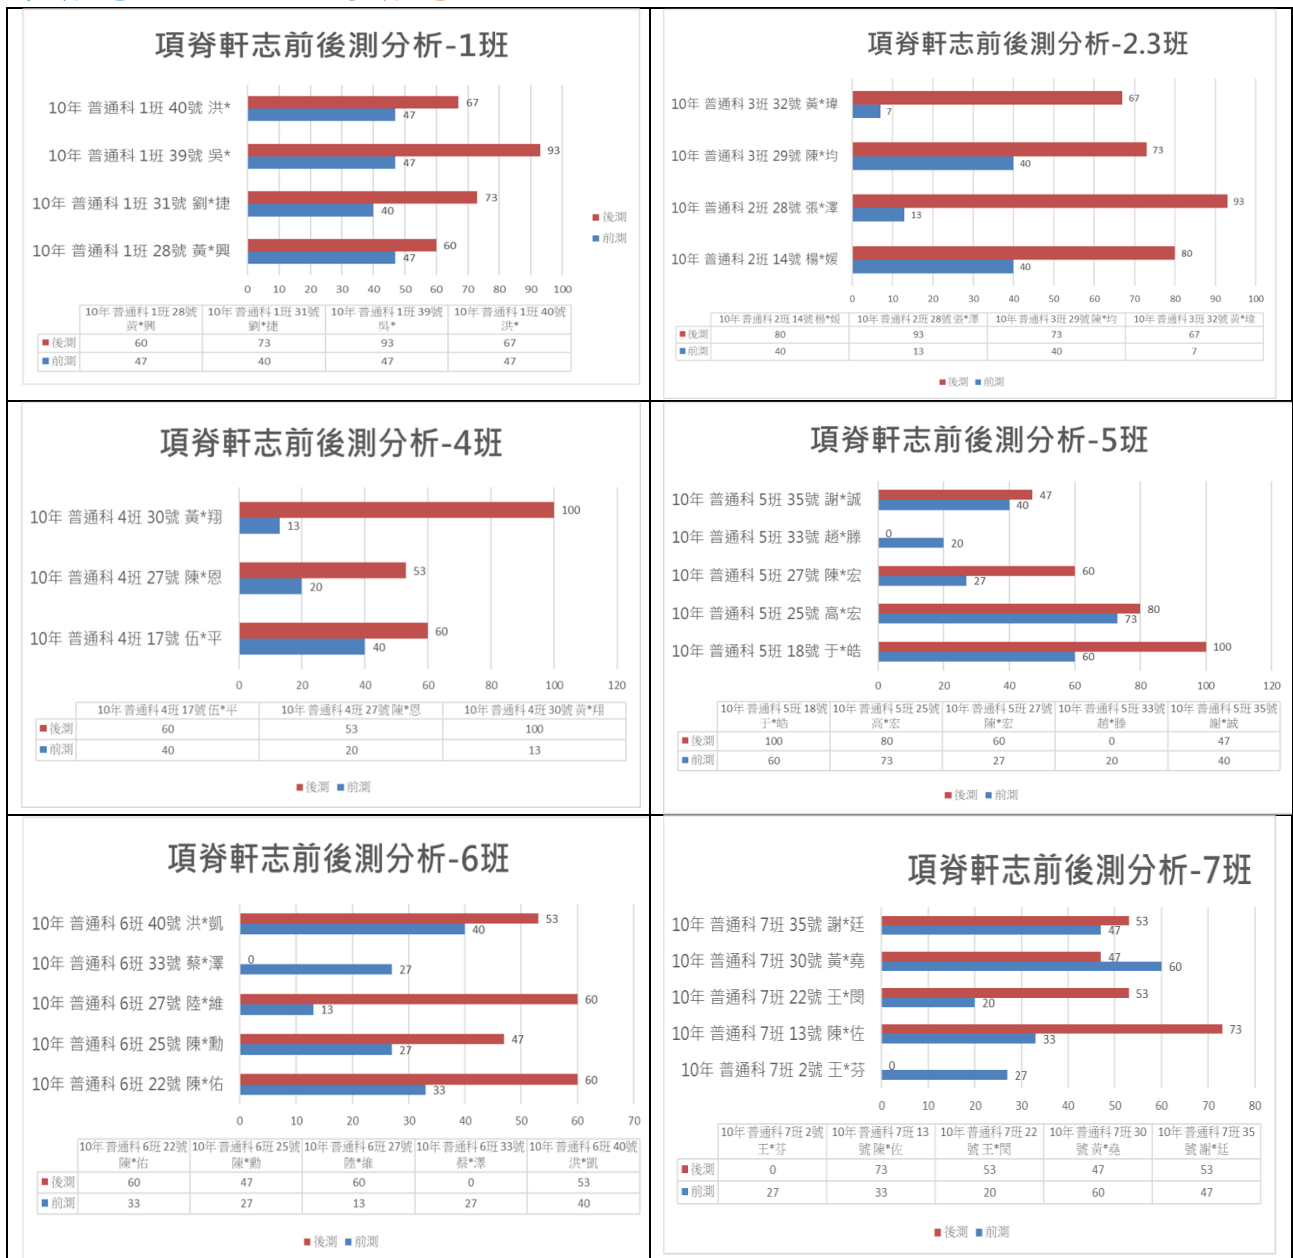 項脊軒志前後測分析-1班
10年 普通科 1班 40號 洪*
67
47
10年 普通科 1班 39號 吳*
93
47
10年 普通科 1班 31號 劉*捷
73
40
10年 普通科 1班 28號 黃*興
60
47
後測
前測
0 10 20 30 40 50 60 70 80 90 100
10年 普通科 1班 28號 10年 普通科 1班 31號 10年 普通科 1班 39號 10年 普通科 1班 40號
黃*興 劉*捷 吳* 洪*
後測 60 73 93 67
前測 47 40 47 47
項脊軒志前後測分析-2.3班
10年 普通科 3班 32號 黃*瑋
67
7
10年 普通科 3班 29號 陳*均
73
40
10年 普通科 2班 28號 張*澤
93
13
10年 普通科 2班 14號 楊*媛
80
40
0 10 20 30 40 50 60 70 80 90 100
10年 普通科 2班 14號 楊*媛 10年 普通科 2班 28號 張*澤 10年 普通科 3班 29號 陳*均 10年 普通科 3班 32號 黃*瑋
後測 80 93 73 67
前測 40 13 40 7
後測 前測
項脊軒志前後測分析-4班
10年 普通科 4班 30號 黃*翔
100
13
10年 普通科 4班 27號 陳*恩
53
20
10年 普通科 4班 17號 伍*平
60
40
0 20 40 60 80 100 120
10年 普通科 4班 17號 伍*平 10年 普通科 4班 27號 陳*恩 10年 普通科 4班 30號 黃*翔
後測 60 53 100
前測 40 20 13
後測 前測
項脊軒志前後測分析-5班
10年 普通科 5班 35號 謝*誠
47
40
10年 普通科 5班 33號 趙*滕
0
20
10年 普通科 5班 27號 陳*宏
60
27
10年 普通科 5班 25號 高*宏
80
73
10年 普通科 5班 18號 于*皓
100
60
0 20 40 60 80 100 120
10年 普通科 5班 18號 10年 普通科 5班 25號 10年 普通科 5班 27號 10年 普通科 5班 33號 10年 普通科 5班 35號
于*皓 高*宏 陳*宏 趙*滕 謝*誠
後測 100 80 60 0 47
前測 60 73 27 20 40
後測 前測
項脊軒志前後測分析-6班
10年 普通科 6班 40號 洪*凱
53
40
10年 普通科 6班 33號 蔡*澤
0
27
10年 普通科 6班 27號 陸*維
60
13
10年 普通科 6班 25號 陳*勳
47
27
10年 普通科 6班 22號 陳*佑
60
33
0 10 20 30 40 50 60 70
10年 普通科 6班 22號 10年 普通科 6班 25號 10年 普通科 6班 27號 10年 普通科 6班 33號 10年 普通科 6班 40號
陳*佑 陳*勳 陸*維 蔡*澤 洪*凱
後測 60 47 60 0 53
前測 33 27 13 27 40
後測 前測
項脊軒志前後測分析-7班
10年 普通科 7班 35號 謝*廷
53
47
10年 普通科 7班 30號 黃*堯
47
60
10年 普通科 7班 22號 王*閔
53
20
10年 普通科 7班 13號 陳*佐
73
33
10年 普通科 7班 2號 王*芬
0
27
0 10 20 30 40 50 60 70 80
10年 普通科 7班 2號 10年 普通科 7班 13 10年 普通科 7班 22 10年 普通科 7班 30 10年 普通科 7班 35
王*芬 號 陳*佐 號 王*閔 號 黃*堯 號 謝*廷
後測 0 73 53 47 53
前測 27 33 20 60 47
後測 前測